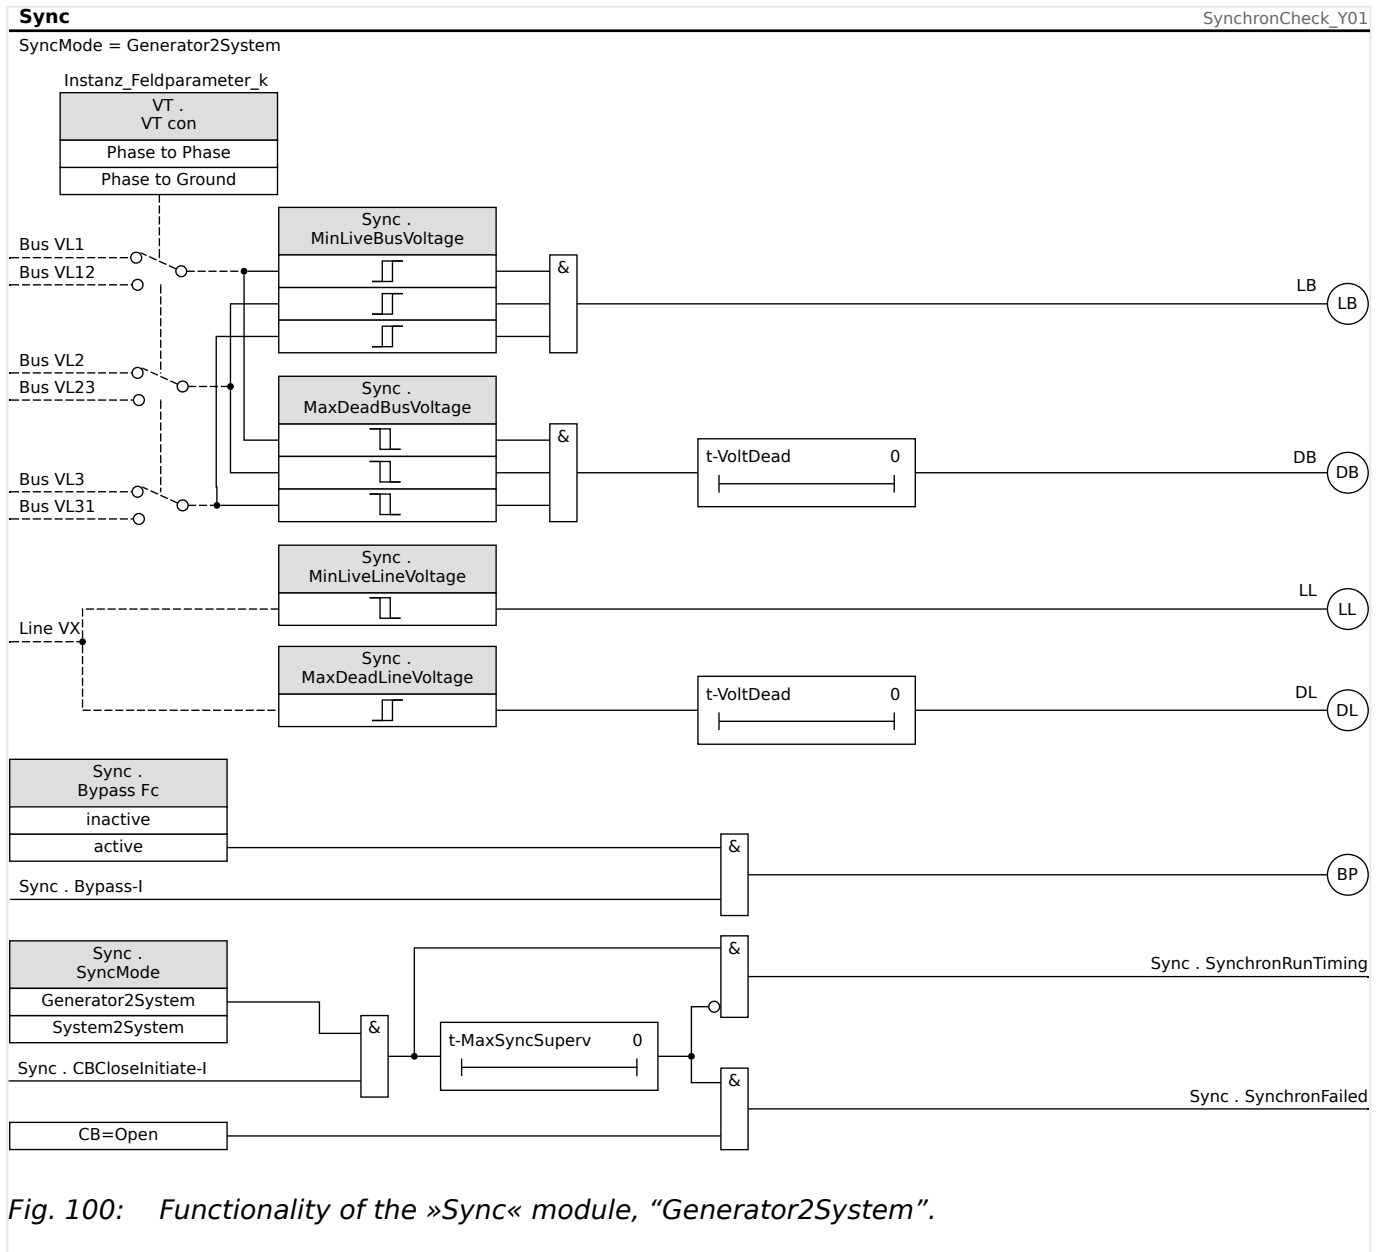 Sync
SynchronCheck_Y01
SyncMode = Generator2System
Instanz_Feldparameter_k
VT .
VT con
Phase to Phase
Phase to Ground
Sync .
MinLiveBusVoltage
Bus VL1
Bus VL12
&
LB
LB
Bus VL2
Bus VL23
Sync .
MaxDeadBusVoltage
&
t-VoltDead 0
DB
DB
Bus VL3
Bus VL31
Sync .
MinLiveLineVoltage
LL
LL
Line VX
Sync .
MaxDeadLineVoltage
t-VoltDead 0
DL
DL
Sync .
Bypass Fc
inactive
active
&
BP
Sync . Bypass-I
Sync .
SyncMode
Generator2System
System2System
&
Sync . SynchronRunTiming
&
t-MaxSyncSuperv 0
Sync . CBCloseInitiate-I
&
Sync . SynchronFailed
CB=Open
Fig. 100: Functionality of the »Sync« module, “Generator2System”.